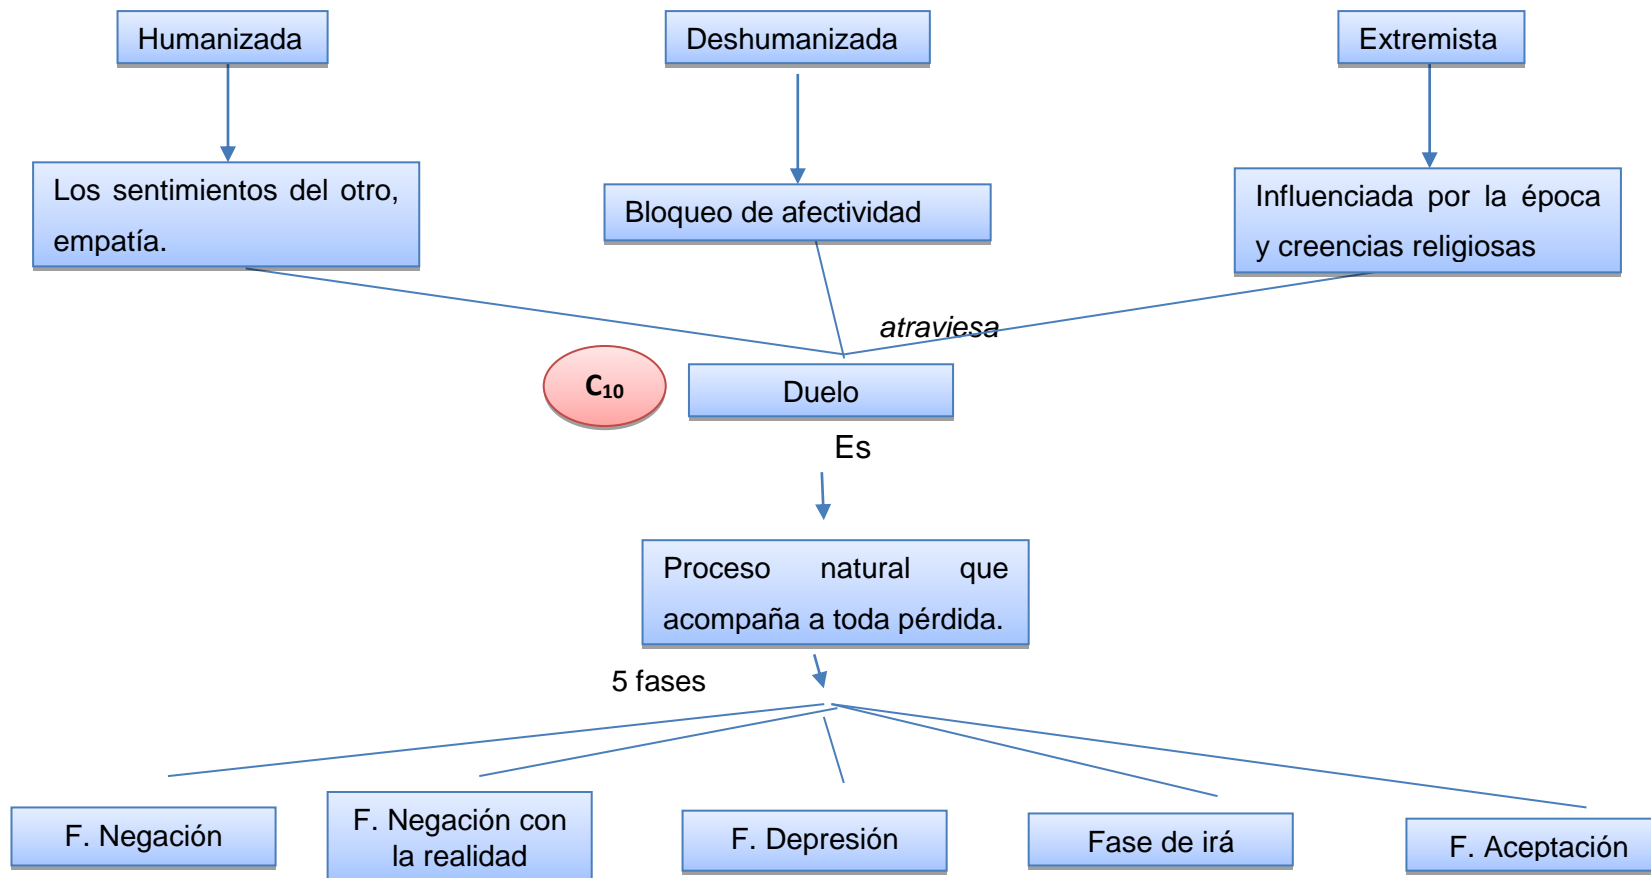 Humanizada
Deshumanizada
Extremista
Los sentimientos del otro,
empatía.
Bloqueo de afectividad
Influenciada por la época
y creencias religiosas
atraviesa
C₁₀
Duelo
Es
Proceso natural que
acompaña a toda pérdida.
5 fases
F. Negación
F. Negación con
la realidad
F. Depresión
Fase de irá
F. Aceptación